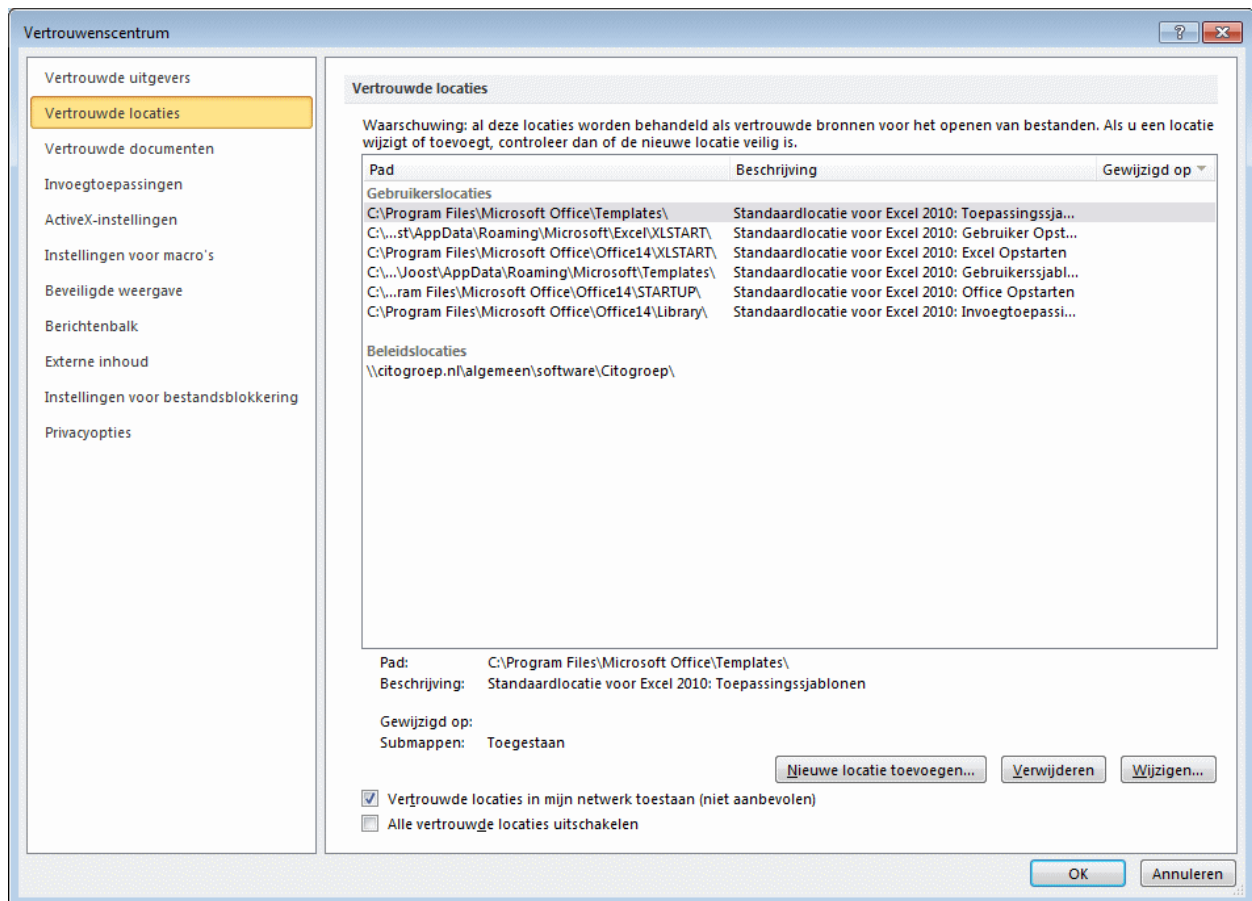 Vertrouwenscentrum
Vertrouwde uitgevers
Vertrouwde locaties
Vertrouwde documenten
Invoegtoepassingen
ActiveX-instellingen
Instellingen voor macro's
Beveiligde weergave
Berichtenbalk
Externe inhoud
Instellingen voor bestandsblokkering
Privacyopties
Vertrouwde locaties
Waarschuwing: al deze locaties worden behandeld als vertrouwde bronnen voor het openen van bestanden. Als u een locatie
wijzigt of toevoegt, controleer dan of de nieuwe locatie veilig is.
Pad Beschrijving Gewijzigd op
Gebruikerslocaties
C:\Program Files\Microsoft Office\Templates\ Standaardlocatie voor Excel 2010: Toepassingssja...
C:\...st\AppData\Roaming\Microsoft\Excel\XLSTART\ Standaardlocatie voor Excel 2010: Gebruiker Opst...
C:\Program Files\Microsoft Office\Office14\XLSTART\ Standaardlocatie voor Excel 2010: Excel Opstarten
C:\...\Joost\AppData\Roaming\Microsoft\Templates\ Standaardlocatie voor Excel 2010: Gebruikerssjabl...
C:\...ram Files\Microsoft Office\Office14\STARTUP\ Standaardlocatie voor Excel 2010: Office Opstarten
C:\Program Files\Microsoft Office\Office14\Library\ Standaardlocatie voor Excel 2010: Invoegtoepassi...
Beleidslocaties
\\citogroep.nl\algemeen\software\Citogroep\
Pad: C:\Program Files\Microsoft Office\Templates\
Beschrijving: Standaardlocatie voor Excel 2010: Toepassingssjablonen
Gewijzigd op:
Submappen: Toegestaan
Nieuwe locatie toevoegen... Verwijderen Wijzigen...
Vertrouwde locaties in mijn netwerk toestaan (niet aanbevolen)
Alle vertrouwde locaties uitschakelen
OK Annuleren